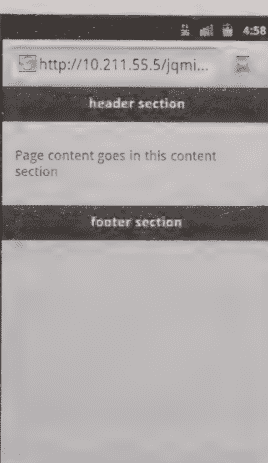 4:58
http://10.211.55.5/jqmi...
header section
Page content goes in this content
section
footer section